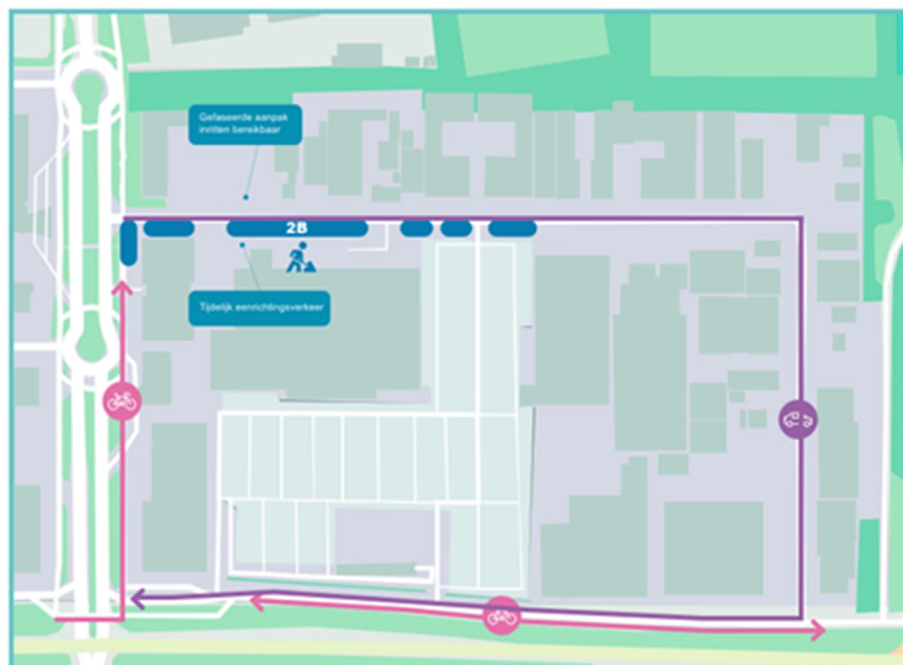 Gefaseerde aanpak
inritten bereikbaar
2B
Tijdelijk eenrichtingsverkeer